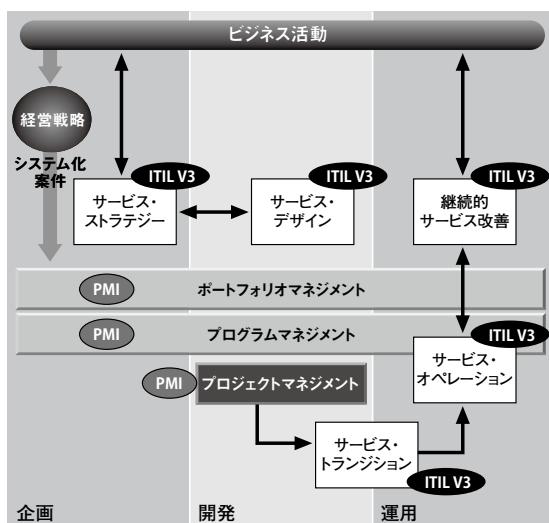 ビジネス活動
経営戦略
システム化
案件
ITIL V3
サービス・
ストラテジー
ITIL V3
サービス・
デザイン
ITIL V3
継続的
サービス改善
PMI
ポートフォリオマネジメント
PMI
プログラムマネジメント
ITIL V3
サービス・
オペレーション
PMI
プロジェクトマネジメント
サービス・
トランジション
ITIL V3
企画
開発
運用